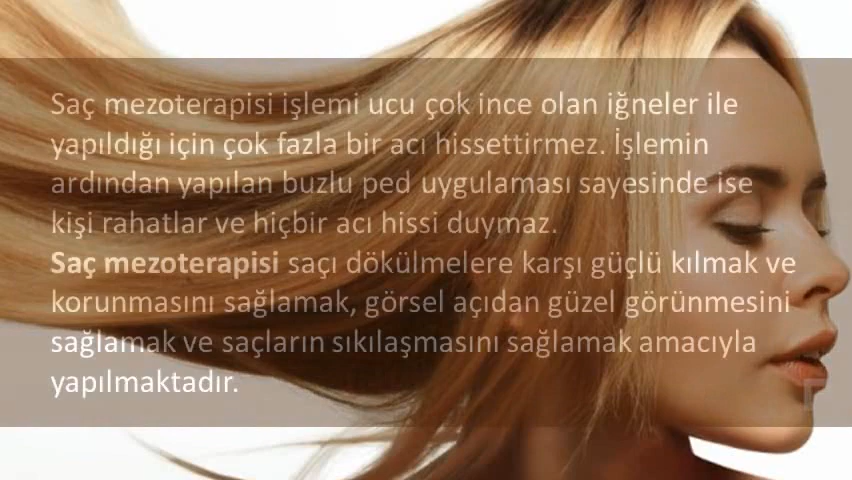 Saç mezoterapisi işlemi ucu çok ince olan iğneler ile
yapıldığı için çok fazla bir acı hissettirmez. İşlemin
ardından yapılan buzlu ped uygulaması sayesinde ise
kişi rahatlar ve hiçbir acı hissi duymaz.
Saç mezoterapisi saçı dökülmelere karşı güçlü kılmak ve
korunmasını sağlamak, görsel açıdan güzel görünmesini
sağlamak ve saçların sıkılaşmasını sağlamak amacıyla
yapılmaktadır.